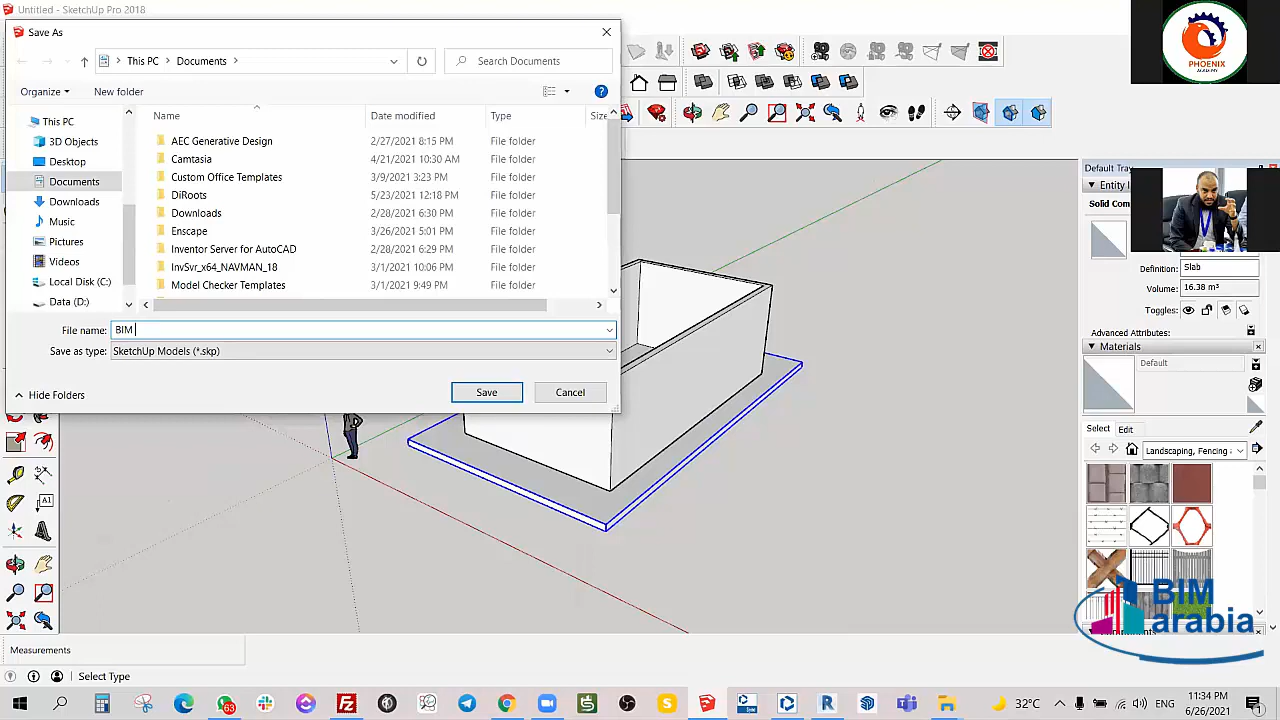 Untitled - SketchUp Pro 2018
Save As
This PC
Documents
Search Documents
Organize
New folder
Name
Date modified
Type
Size
This PC
3D Objects
Desktop
Documents
Downloads
Music
Pictures
Videos
Local Disk (C:)
Data (D:)
AEC Generative Design 2/27/2021 8:15 PM File folder
Camtasia 4/21/2021 10:30 AM File folder
Custom Office Templates 3/9/2021 3:23 PM File folder
DiRoots 5/23/2021 12:18 PM File folder
Downloads 2/28/2021 6:30 PM File folder
Enscape 3/26/2021 5:01 PM File folder
Inventor Server for AutoCAD 2/28/2021 6:29 PM File folder
InvSvr_x64_NAVMAN_18 3/1/2021 10:06 PM File folder
Model Checker Templates 3/1/2021 9:49 PM File folder
File name: BIM
Save as type: SketchUp Models (*.skp)
Hide Folders
Save
Cancel
PHOENIX
ACADEMY
Default Tray
Entity I
Solid Com
Definition: Slab
Volume: 16.38 m³
Toggles:
Advanced Attributes:
Materials
Default
Select
Edit
Landscaping, Fencing
BIM
arabia
Measurements
Select Type
63
32°C
ENG
11:34 PM
6/26/2021